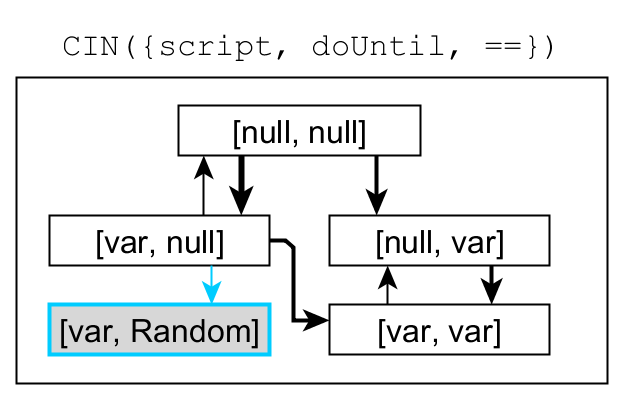 CIN({script, doUntil, ==})
[null, null]
[var, null]
[null, var]
[var, Random]
[var, var]